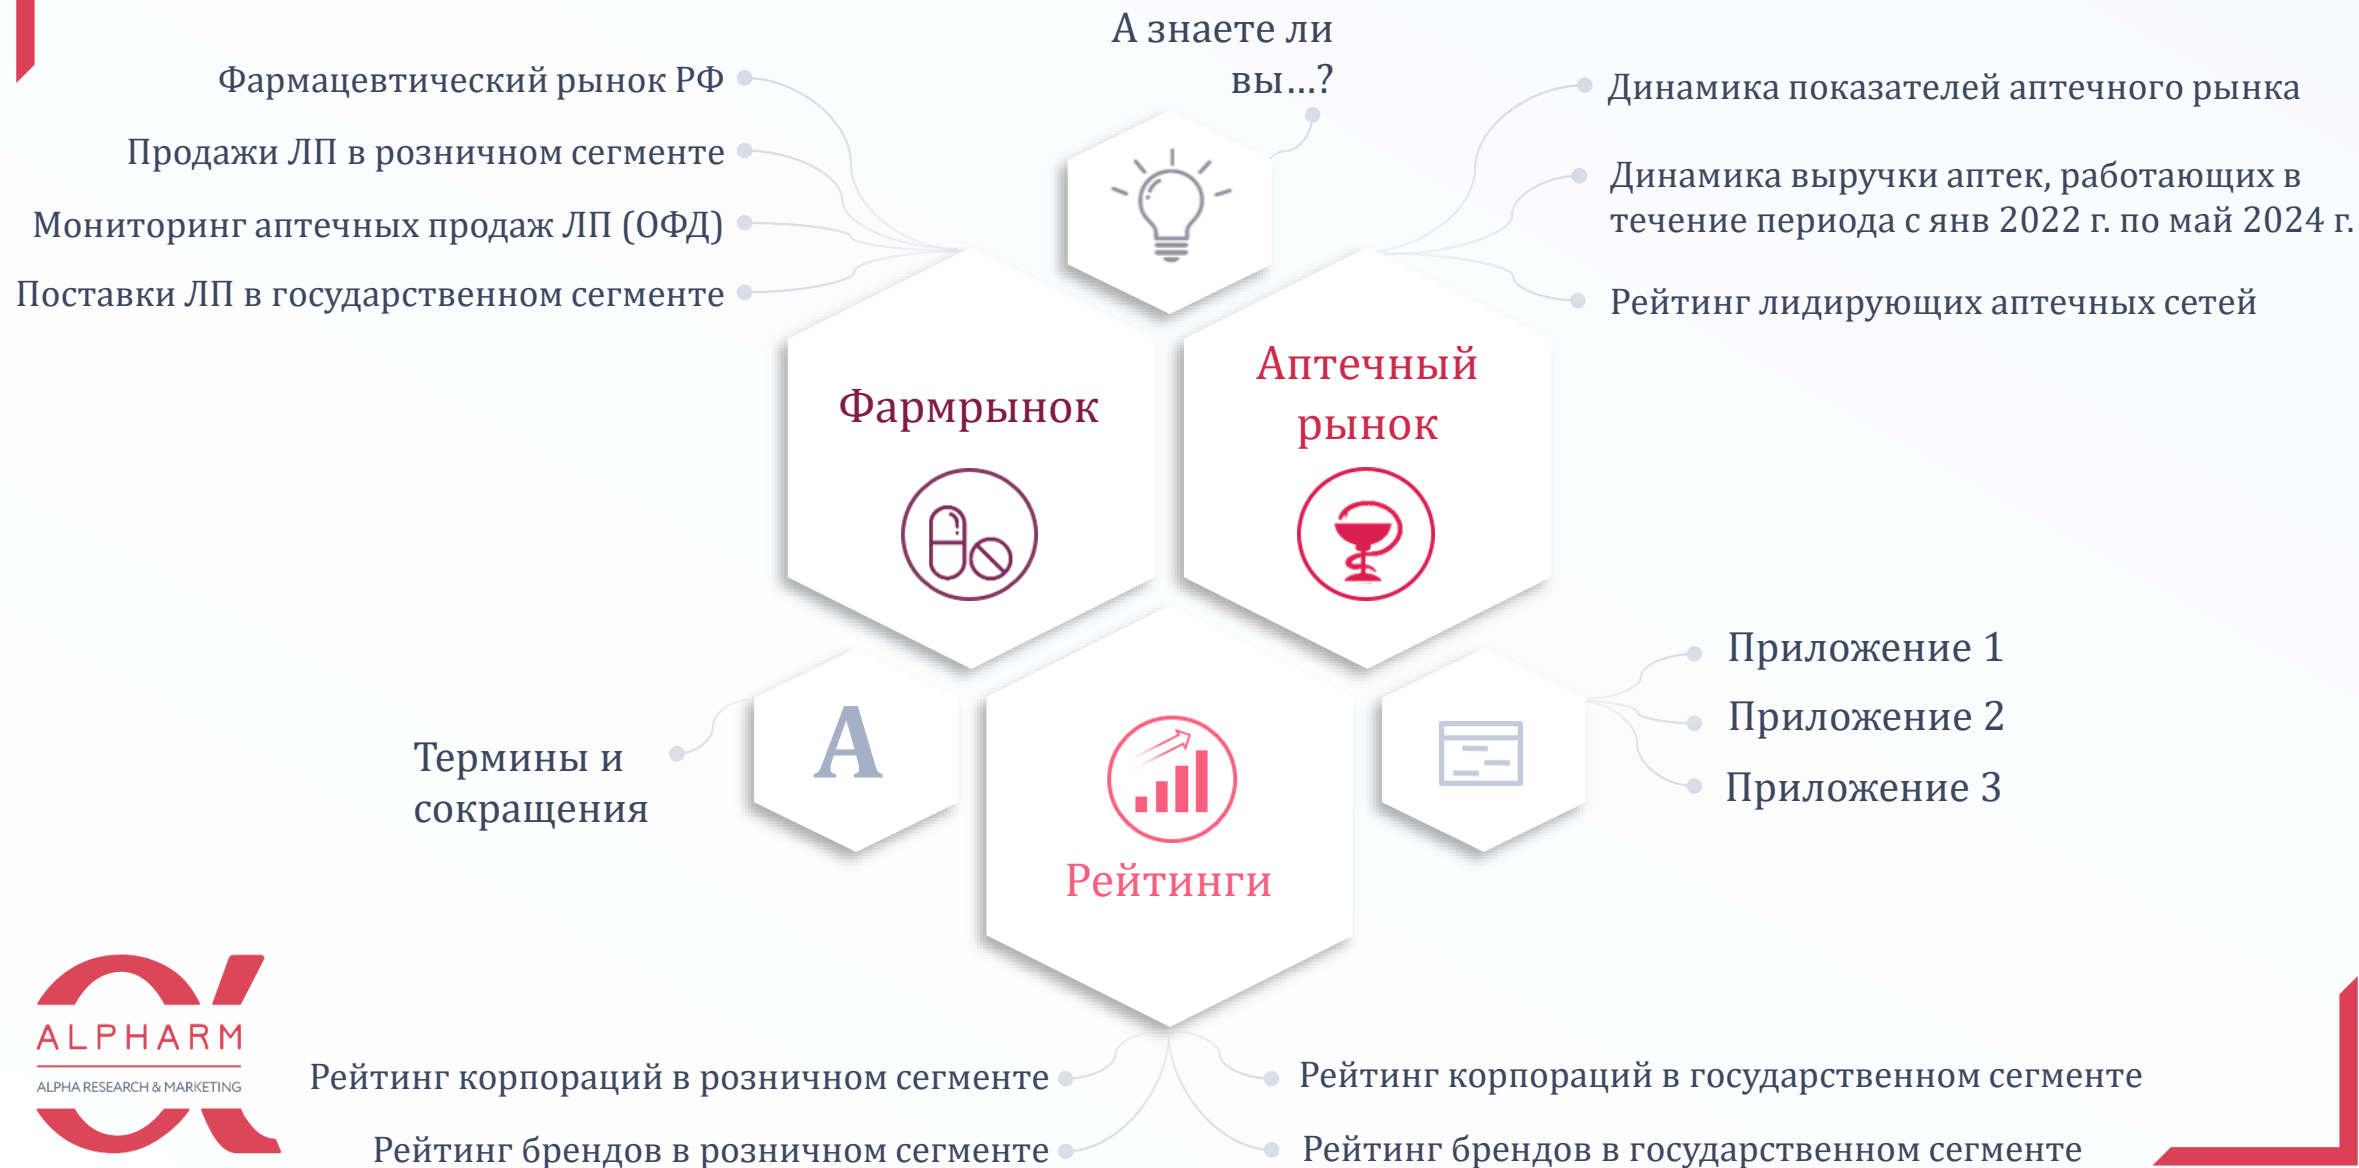 А знаете ли
вы...?
Фармацевтический рынок РФ
Продажи ЛП в розничном сегменте
Мониторинг аптечных продаж ЛП (ОФД)
Поставки ЛП в государственном сегменте
Динамика показателей аптечного рынка
Динамика выручки аптек, работающих в
течение периода с янв 2022 г. по май 2024 г.
Рейтинг лидирующих аптечных сетей
Фармрынок
Аптечный
рынок
Термины и
сокращения
А
Рейтинги
Приложение 1
Приложение 2
Приложение 3
ALPHARM
ALPHA RESEARCH & MARKETING
Рейтинг корпораций в розничном сегменте
Рейтинг брендов в розничном сегменте
Рейтинг корпораций в государственном сегменте
Рейтинг брендов в государственном сегменте